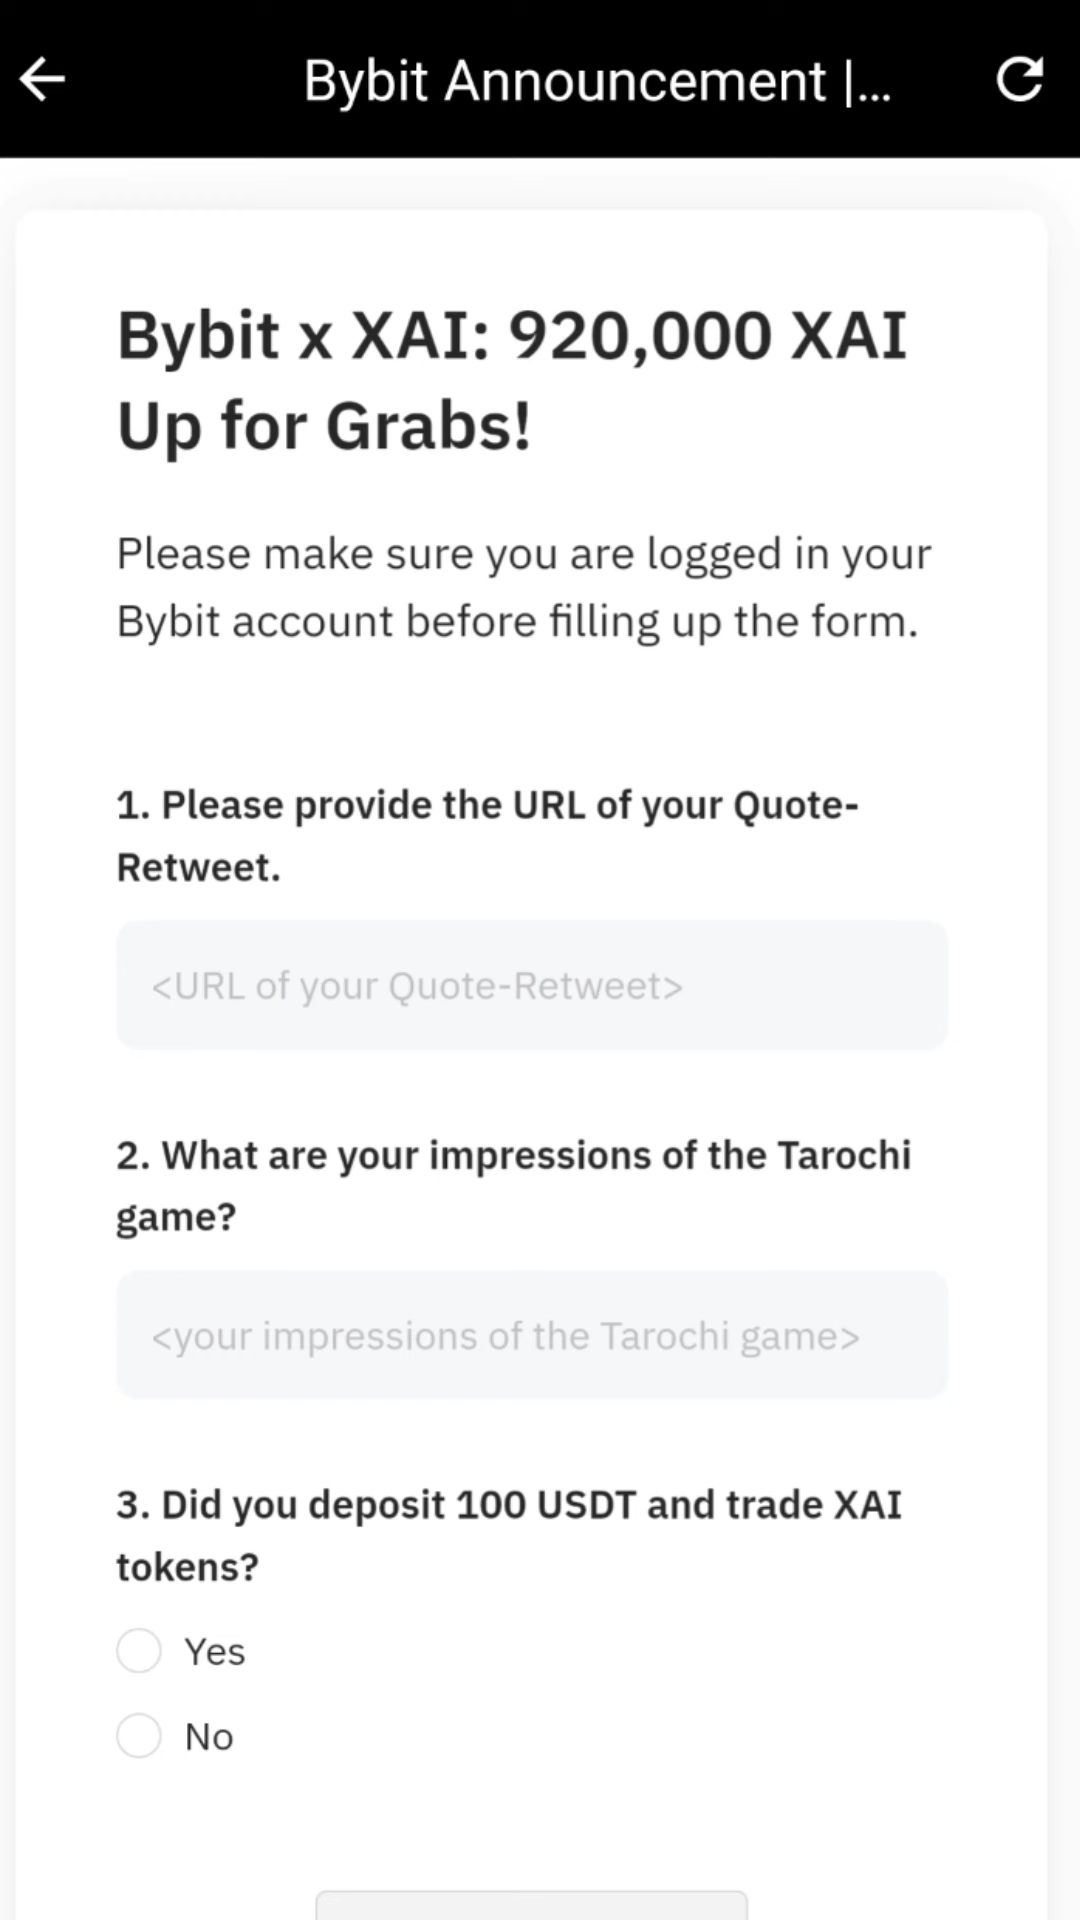 Bybit Announcement |...
Bybit x XAI: 920,000 XAI
Up for Grabs!
Please make sure you are logged in your
Bybit account before filling up the form.
1. Please provide the URL of your Quote-
Retweet.
<URL of your Quote-Retweet>
2. What are your impressions of the Tarochi
game?
<your impressions of the Tarochi game>
3. Did you deposit 100 USDT and trade XAI
tokens?
Yes
No